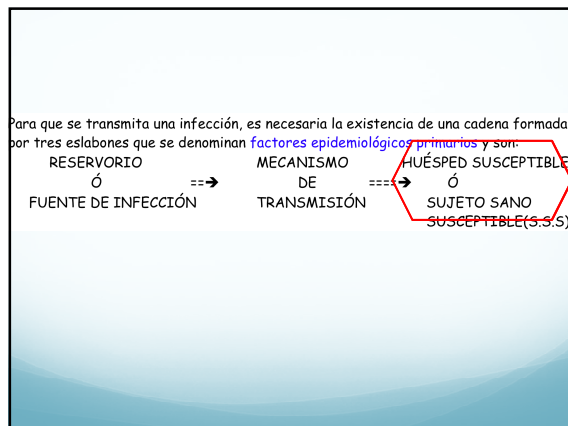 Para que se transmita una infección, es necesaria la existencia de una cadena formada
por tres eslabones que se denominan factores epidemiológicos primarios y son:
RESERVORIO MECANISMO HUÉSPED SUSCEPTIBLE
Ó ==➔ DE ====➔ Ó
FUENTE DE INFECCIÓN TRANSMISIÓN SUJETO SANO
SUSCEPTIBLE(S.S.S)